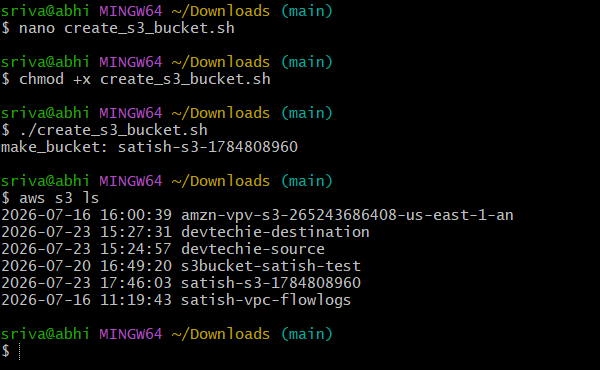 sriva@abhi MINGW64 ~/Downloads (main)
$ nano create_s3_bucket.sh
sriva@abhi MINGW64 ~/Downloads (main)
$ chmod +x create_s3_bucket.sh
sriva@abhi MINGW64 ~/Downloads (main)
$ ./create_s3_bucket.sh
make_bucket: satish-s3-1784808960
sriva@abhi MINGW64 ~/Downloads (main)
$ aws s3 ls
2026-07-16 16:00:39 amzn-vpv-s3-265243686408-us-east-1-an
2026-07-23 15:27:31 devtechie-destination
2026-07-23 15:24:57 devtechie-source
2026-07-20 16:49:20 s3bucket-satish-test
2026-07-23 17:46:03 satish-s3-1784808960
2026-07-16 11:19:43 satish-vpc-flowlogs
sriva@abhi MINGW64 ~/Downloads (main)
$